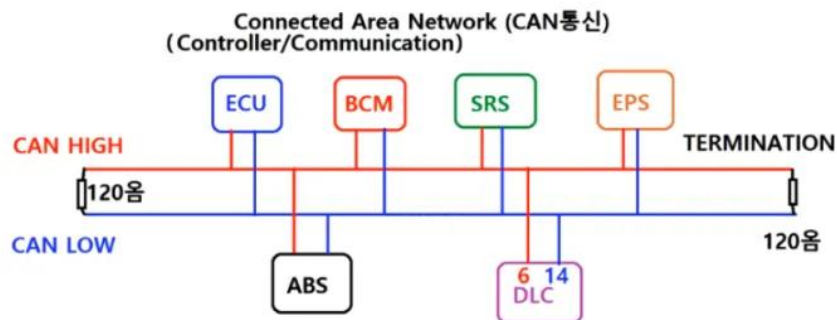 Connected Area Network (CAN통신)
(Controller/Communication)
ECU
BCM
SRS
EPS
CAN HIGH
TERMINATION
120옴
CAN LOW
120옴
ABS
6 14
DLC